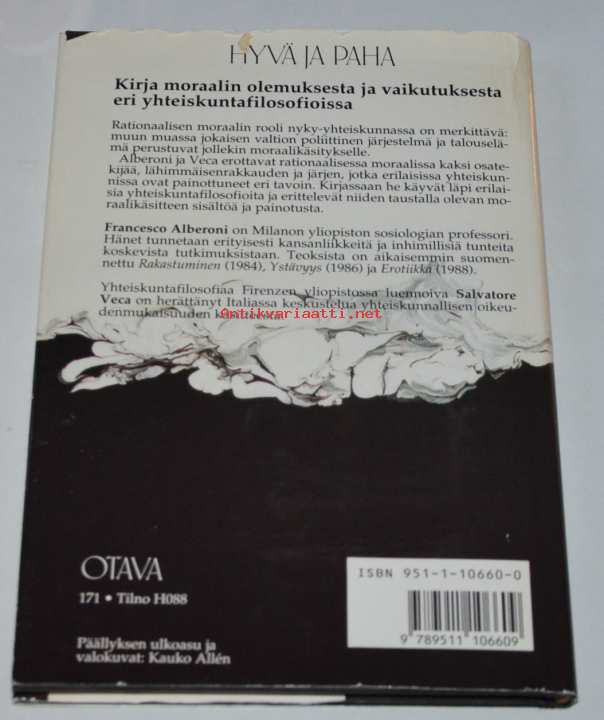 HYVÄ JA PAHA
Kirja moraalin olemuksesta ja vaikutuksesta
eri yhteiskuntafilosofioissa
Rationaalisen moraalin rooli nyky-yhteiskunnassa on merkittävä:
muun muassa jokaisen valtion poliittinen järjestelmä ja talouselä-
mä perustuvat jollekin moraalikäsitykselle.
Alberoni ja Veca erottavat rationaalisessa moraalissa kaksi osate-
kijää, lähimmäisenrakkauden ja järjen, jotka erilaisissa yhteiskun-
nissa ovat painottuneet eri tavoin. Kirjassaan he käyvät läpi erilai-
sia yhteiskuntafilosofioita ja erittelevät niiden taustalla olevan mo-
raalikäsitteen sisältöä ja painotusta.
Francesco Alberoni on Milanon yliopiston sosiologian professori.
Hänet tunnetaan erityisesti kansanliikkeitä ja inhimillisiä tunteita
koskevista tutkimuksistaan. Teoksista on aikaisemmin suomen-
nettu Rakastuminen (1984), Ystävyys (1986) ja Erotiikka (1988).
Yhteiskuntafilosofiaa Firenzen yliopistossa luennoiva Salvatore
Veca on herättänyt Italiassa keskustelua yhteiskunnallisen oikeu-
denmukaisuuden
Antikvariaatti.net
OTAVA
171 • Tilno H088
Päällyksen ulkoasu ja
valokuvat: Kauko Allén
ISBN 951-1-10660-0
9 789511 106609